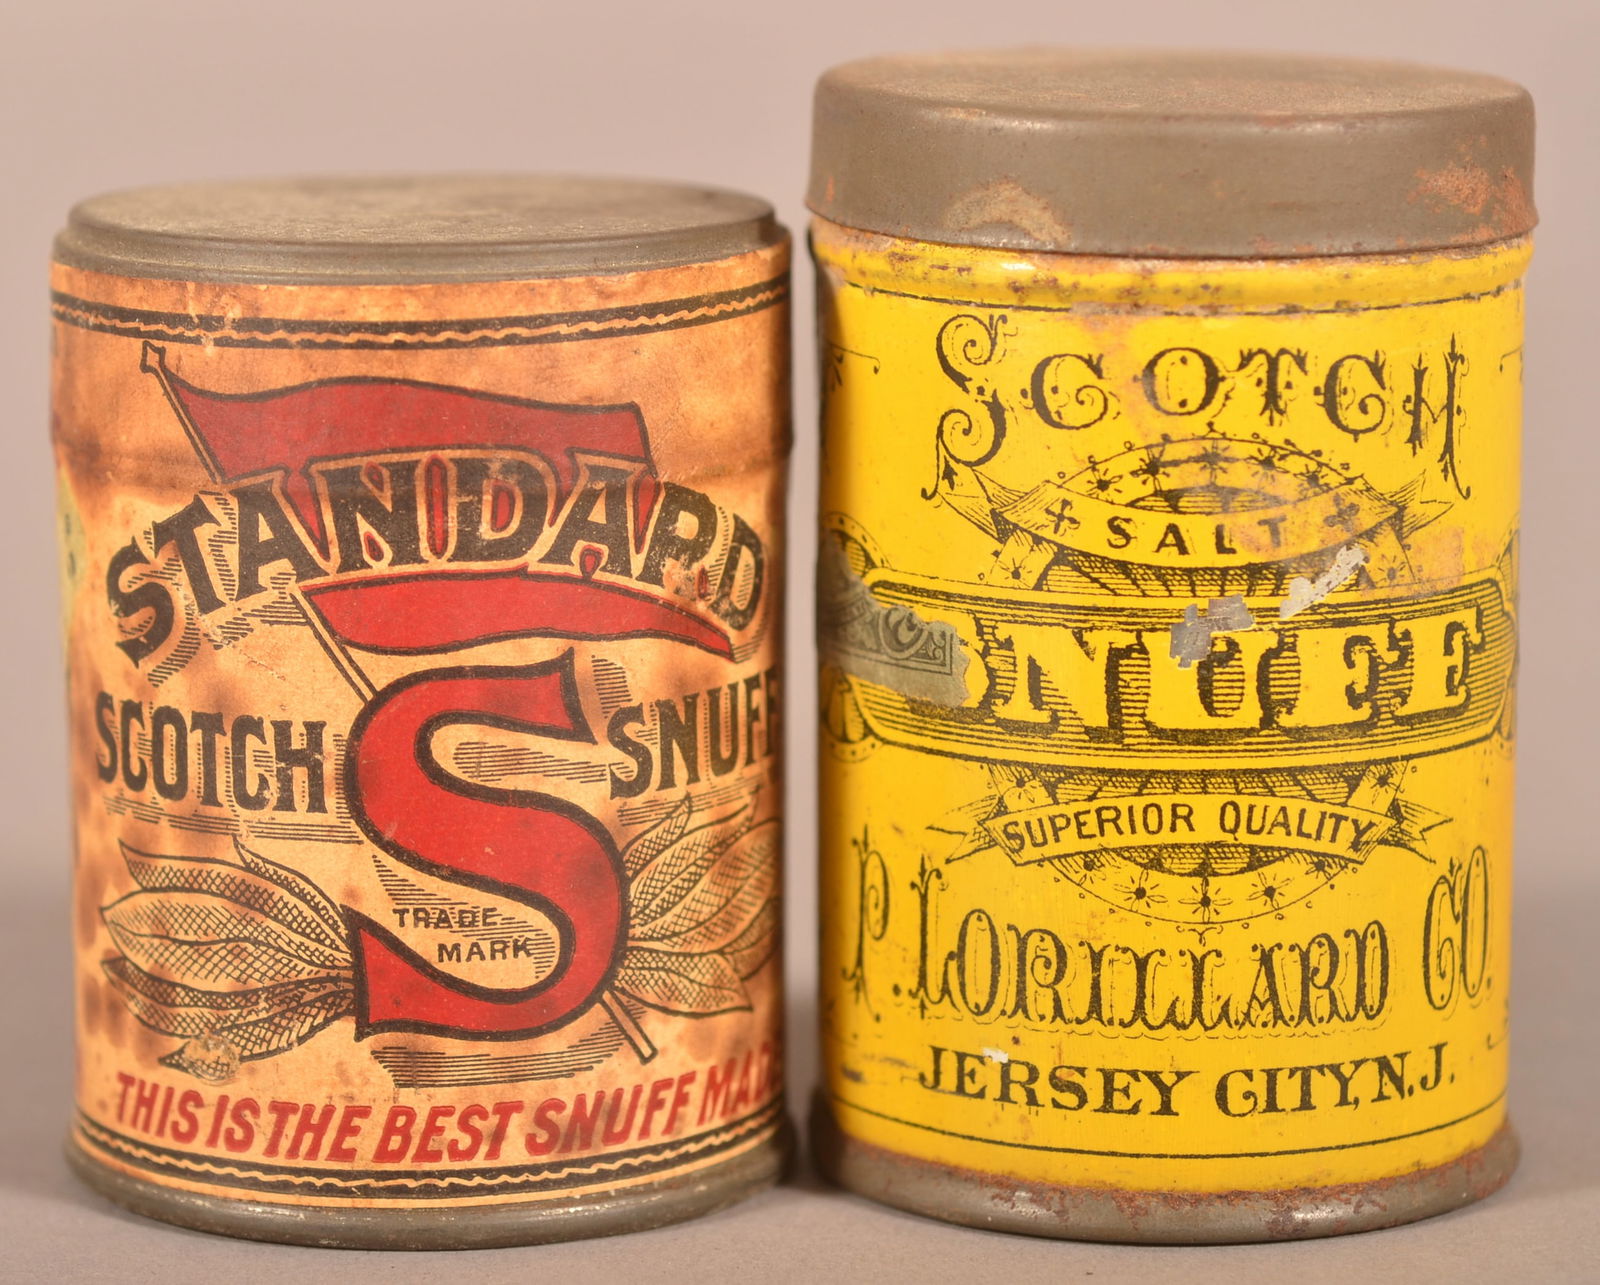 STANDARD
SCOTCH SNUFF
S
TRADE
MARK
THIS IS THE BEST SNUFF MADE
SCOTCH
SALT
SNUFF
SUPERIOR QUALITY
P. LORILLARD CO.
JERSEY CITY, N.J.